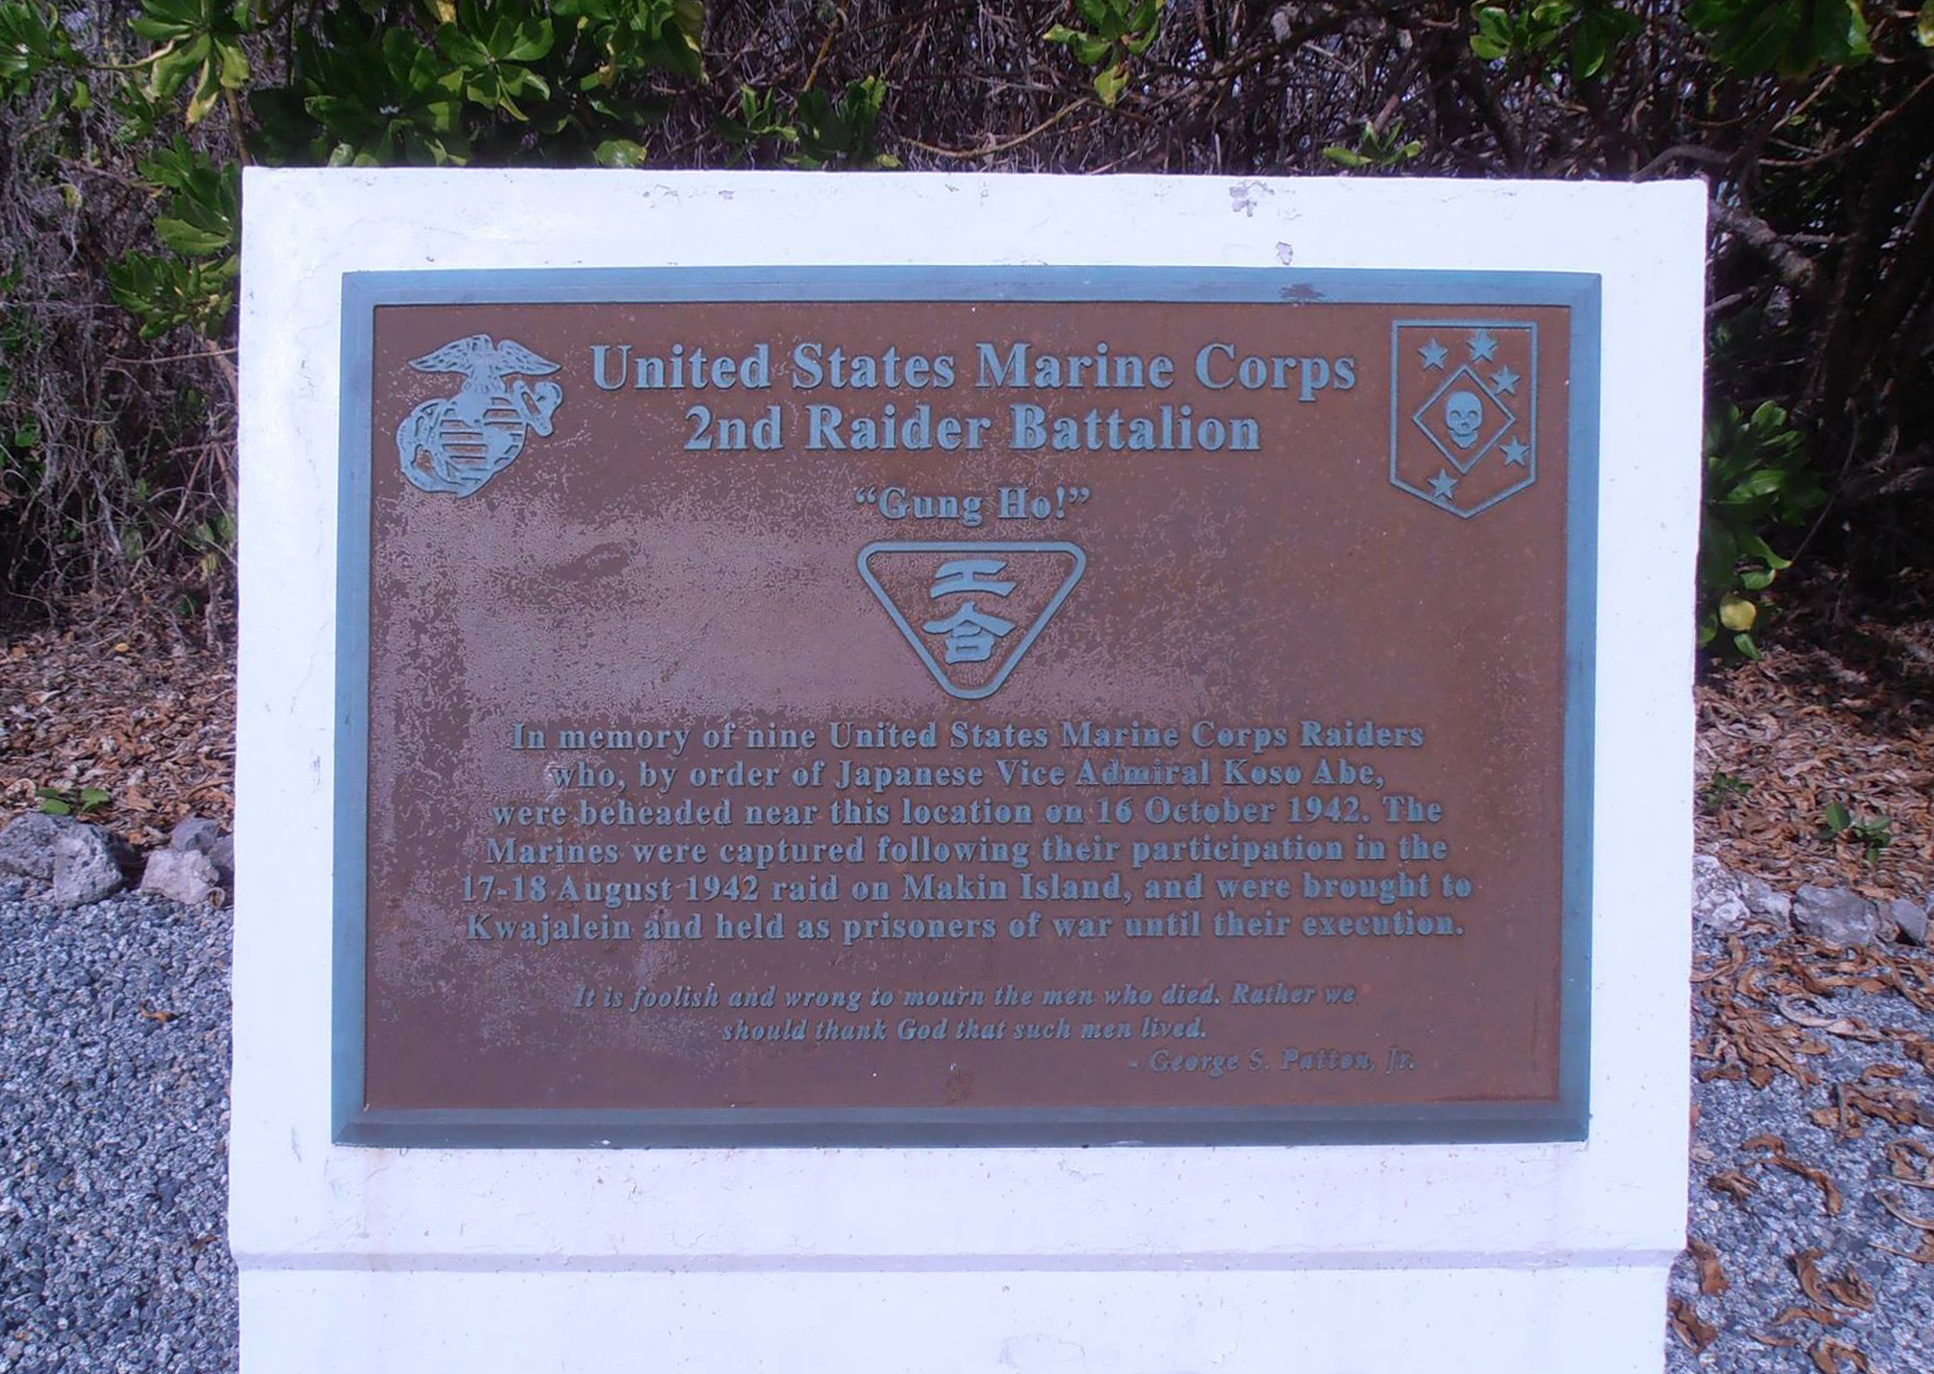 United States Marine Corps
2nd Raider Battalion
“Gung Ho!”
工
合
In memory of nine United States Marine Corps Raiders
who, by order of Japanese Vice Admiral Koso Abe,
were beheaded near this location on 16 October 1942. The
Marines were captured following their participation in the
17-18 August 1942 raid on Makin Island, and were brought to
Kwajalein and held as prisoners of war until their execution.
It is foolish and wrong to mourn the men who died. Rather we
should thank God that such men lived.
- George S. Patton, Jr.